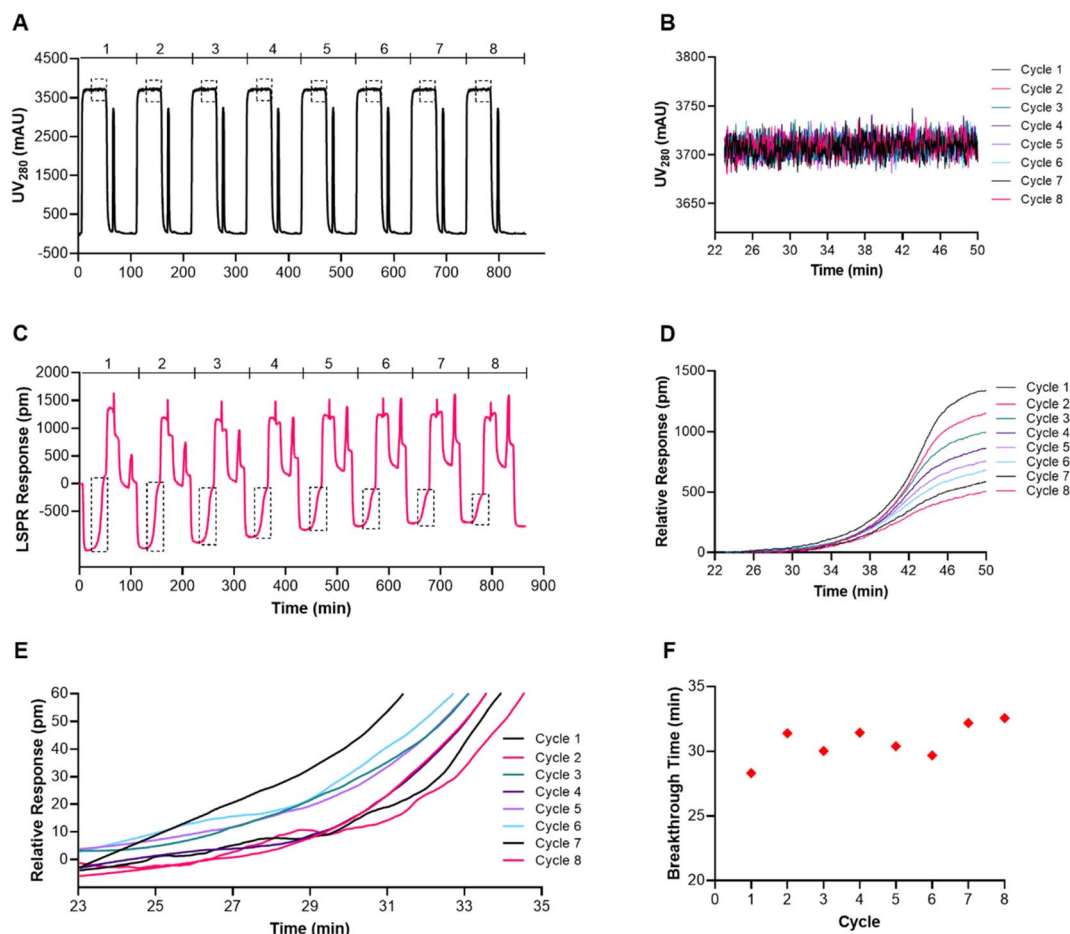 A
1 2 3 4 5 6 7 8
4500
3500
2500
1500
500
-500
UV280 (mAU)
0 100 200 300 400 500 600 700 800
B
3800
3750
3700
3650
UV280 (mAU)
22 26 30 34 38 42 46 50
Time (min)
Cycle 1
Cycle 2
Cycle 3
Cycle 4
Cycle 5
Cycle 6
Cycle 7
Cycle 8
C
1 2 3 4 5 6 7 8
2000
1500
1000
500
0
-500
LSPR Response (pm)
0 100 200 300 400 500 600 700 800 900
Time (min)
D
1500
1000
500
0
Relative Response (pm)
22 26 30 34 38 42 46 50
Time (min)
Cycle 1
Cycle 2
Cycle 3
Cycle 4
Cycle 5
Cycle 6
Cycle 7
Cycle 8
E
60
50
40
30
20
10
0
Relative Response (pm)
23 25 27 29 31 33 35
Time (min)
Cycle 1
Cycle 2
Cycle 3
Cycle 4
Cycle 5
Cycle 6
Cycle 7
Cycle 8
F
35
30
25
20
Breakthrough Time (min)
0 1 2 3 4 5 6 7 8
Cycle